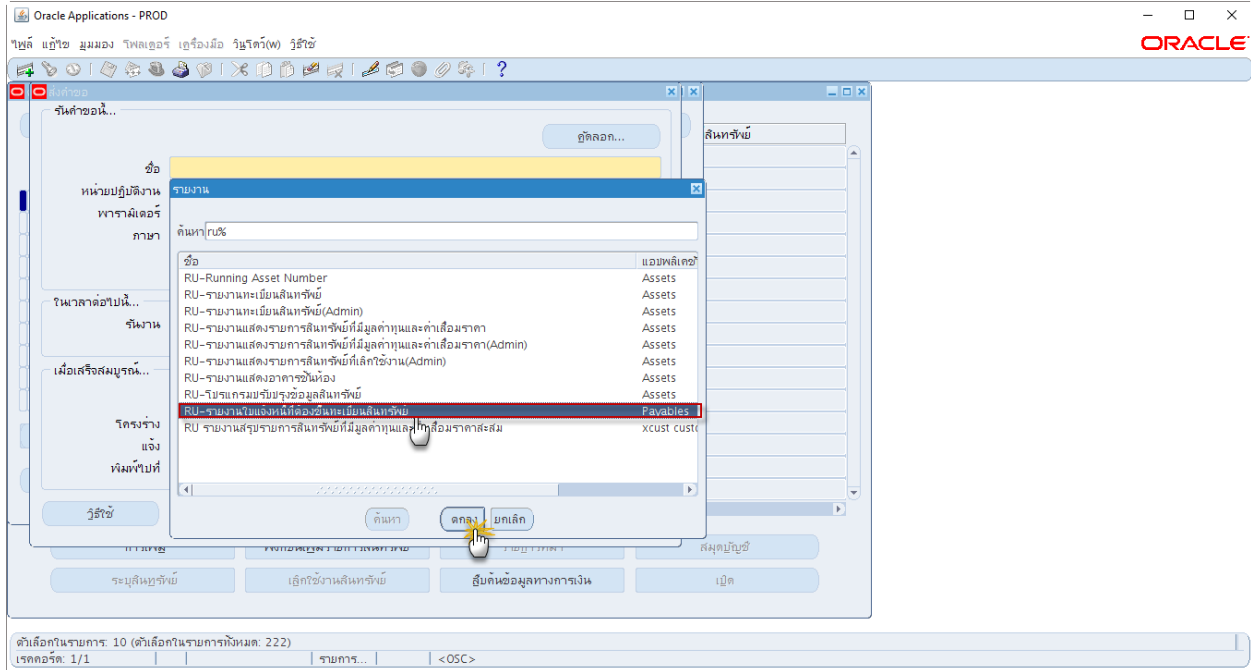 Oracle Applications - PROD
ไฟล์ แก้ไข มุมมอง โฟลเดอร์ เครื่องมือ วินโดว์(W) วิธีใช้
ORACLE
ส่งคำขอ
รันคำขอนี้...
คัดลอก...
สินทรัพย์
ชื่อ
หน่วยปฏิบัติงาน
พารามิเตอร์
ภาษา
รายงาน
ค้นหา ru%
ชื่อ แอปพลิเคชั
RU-Running Asset Number Assets
RU-รายงานทะเบียนสินทรัพย์ Assets
RU-รายงานทะเบียนสินทรัพย์(Admin) Assets
RU-รายงานแสดงรายการสินทรัพย์ที่มีมูลค่าทุนและค่าเสื่อมราคา Assets
RU-รายงานแสดงรายการสินทรัพย์ที่มีมูลค่าทุนและค่าเสื่อมราคา(Admin) Assets
RU-รายงานแสดงรายการสินทรัพย์ที่เลิกใช้งาน(Admin) Assets
RU-รายงานแสดงอาคารชั้นห้อง Assets
RU-โปรแกรมปรับปรุงข้อมูลสินทรัพย์ Assets
RU-รายงานใบแจ้งหนี้ที่ต้องขึ้นทะเบียนสินทรัพย์ Payables
RU รายงานสรุปรายการสินทรัพย์ที่มีมูลค่าทุนและ สื่อมราคาสะสม xcust custo
ค้นหา ตกลง ยกเลิก
ในเวลาต่อไปนี้...
รันงาน
เมื่อเสร็จสมบูรณ์...
โครงร่าง
แจ้ง
พิมพ์ไปที่
วิธีใช้
สมุดบัญชี
ระบุสินทรัพย์ เลิกใช้งานสินทรัพย์ สืบค้นข้อมูลทางการเงิน เปิด
ตัวเลือกในรายการ: 10 (ตัวเลือกในรายการทั้งหมด: 222)
เรคคอร์ด: 1/1 รายการ... <OSC>